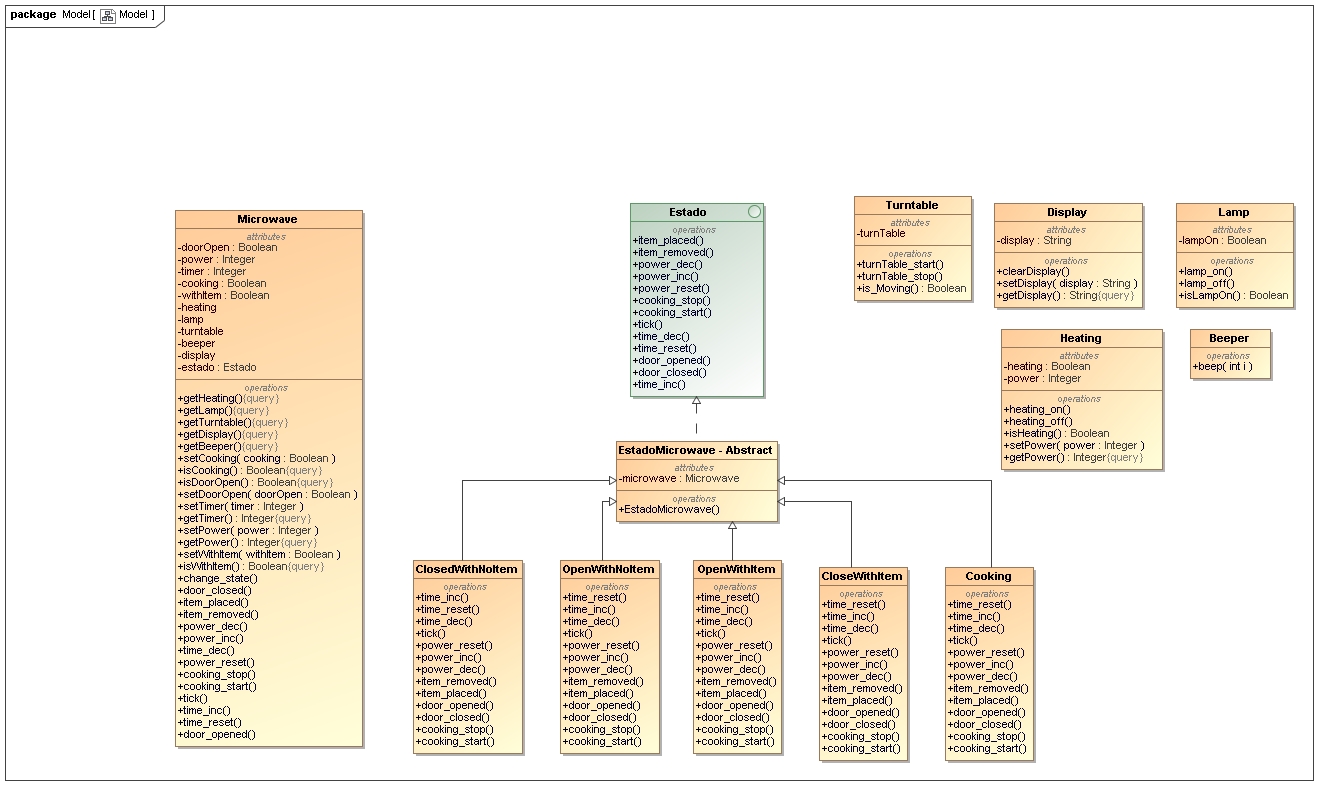 package Model[ Model ]
Microwave
attributes
-doorOpen : Boolean
-power : Integer
-timer : Integer
-cooking : Boolean
-withItem : Boolean
-heating
-lamp
-turntable
-beeper
-display
-estado : Estado
operations
+getHeating(){query}
+getLamp(){query}
+getTurntable(){query}
+getDisplay(){query}
+getBeeper(){query}
+setCooking( cooking : Boolean )
+isCooking() : Boolean{query}
+isDoorOpen() : Boolean{query}
+setDoorOpen( doorOpen : Boolean )
+setTimer( timer : Integer )
+getTimer() : Integer{query}
+setPower( power : Integer )
+getPower() : Integer{query}
+setWithItem( withItem : Boolean )
+isWithItem() : Boolean{query}
+change_state()
+door_closed()
+item_placed()
+item_removed()
+power_dec()
+power_inc()
+time_dec()
+power_reset()
+cooking_stop()
+cooking_start()
+tick()
+time_inc()
+time_reset()
+door_opened()
Estado
operations
+item_placed()
+item_removed()
+power_dec()
+power_inc()
+power_reset()
+cooking_stop()
+cooking_start()
+tick()
+time_dec()
+time_reset()
+door_opened()
+door_closed()
+time_inc()
Turntable
attributes
-turnTable
operations
+turnTable_start()
+turnTable_stop()
+is_Moving() : Boolean
Display
attributes
-display : String
operations
+clearDisplay()
+setDisplay( display : String )
+getDisplay() : String{query}
Lamp
attributes
-lampOn : Boolean
operations
+lamp_on()
+lamp_off()
+isLampOn() : Boolean
Heating
attributes
-heating : Boolean
-power : Integer
operations
+heating_on()
+heating_off()
+isHeating() : Boolean
+setPower( power : Integer )
+getPower() : Integer{query}
Beeper
operations
+beep( int i )
EstadoMicrowave - Abstract
attributes
-microwave : Microwave
operations
+EstadoMicrowave()
ClosedWithNoItem
operations
+time_inc()
+time_reset()
+time_dec()
+tick()
+power_reset()
+power_inc()
+power_dec()
+item_removed()
+item_placed()
+door_opened()
+door_closed()
+cooking_stop()
+cooking_start()
OpenWithNoItem
operations
+time_reset()
+time_inc()
+time_dec()
+tick()
+power_reset()
+power_inc()
+power_dec()
+item_removed()
+item_placed()
+door_opened()
+door_closed()
+cooking_stop()
+cooking_start()
OpenWithItem
operations
+time_reset()
+time_inc()
+time_dec()
+tick()
+power_reset()
+power_inc()
+power_dec()
+item_removed()
+item_placed()
+door_opened()
+door_closed()
+cooking_stop()
+cooking_start()
CloseWithItem
operations
+time_reset()
+time_inc()
+time_dec()
+tick()
+power_reset()
+power_inc()
+power_dec()
+item_removed()
+item_placed()
+door_opened()
+door_closed()
+cooking_stop()
+cooking_start()
Cooking
operations
+time_reset()
+time_inc()
+time_dec()
+tick()
+power_reset()
+power_inc()
+power_dec()
+item_removed()
+item_placed()
+door_opened()
+door_closed()
+cooking_stop()
+cooking_start()